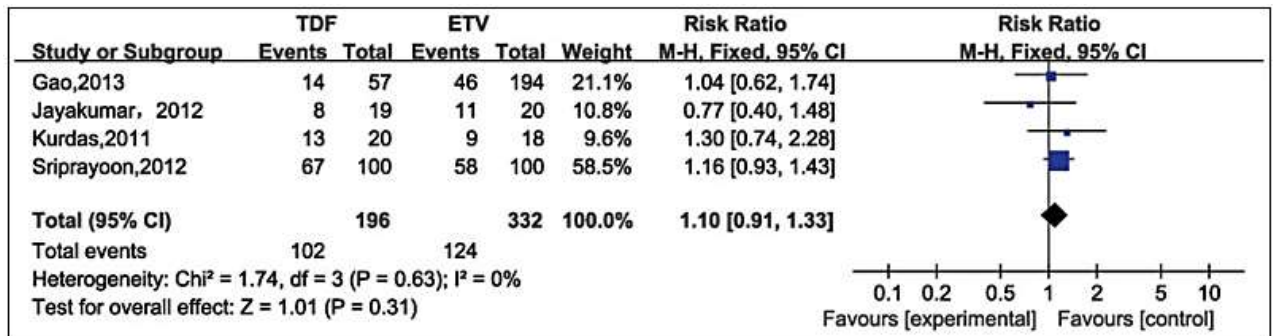 TDF ETV Risk Ratio Risk Ratio
Study or Subgroup Events Total Events Total Weight M-H, Fixed, 95% CI M-H, Fixed, 95% CI
Gao,2013 14 57 46 194 21.1% 1.04 [0.62, 1.74]
Jayakumar，2012 8 19 11 20 10.8% 0.77 [0.40, 1.48]
Kurdas,2011 13 20 9 18 9.6% 1.30 [0.74, 2.28]
Sriprayoon,2012 67 100 58 100 58.5% 1.16 [0.93, 1.43]
Total (95% CI) 196 332 100.0% 1.10 [0.91, 1.33]
Total events 102 124
Heterogeneity: Chi² = 1.74, df = 3 (P = 0.63); I² = 0%
Test for overall effect: Z = 1.01 (P = 0.31)
0.1 0.2 0.5 1 2 5 10
Favours [experimental] Favours [control]